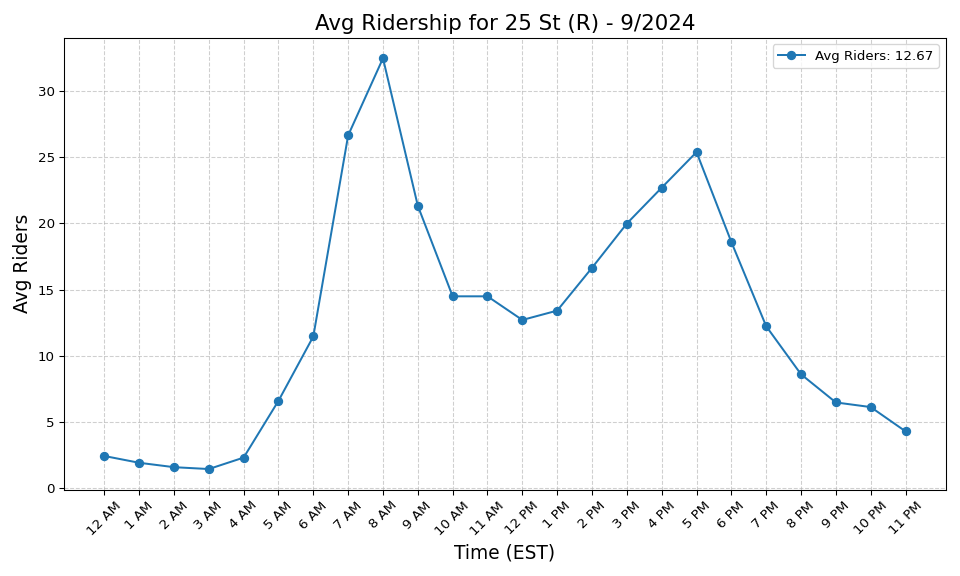 Avg Ridership for 25 St (R) - 9/2024
Avg Riders: 12.67
Avg Riders
30
25
20
15
10
5
0
12 AM
1 AM
2 AM
3 AM
4 AM
5 AM
6 AM
7 AM
8 AM
9 AM
10 AM
11 AM
12 PM
1 PM
2 PM
3 PM
4 PM
5 PM
6 PM
7 PM
8 PM
9 PM
10 PM
11 PM
Time (EST)